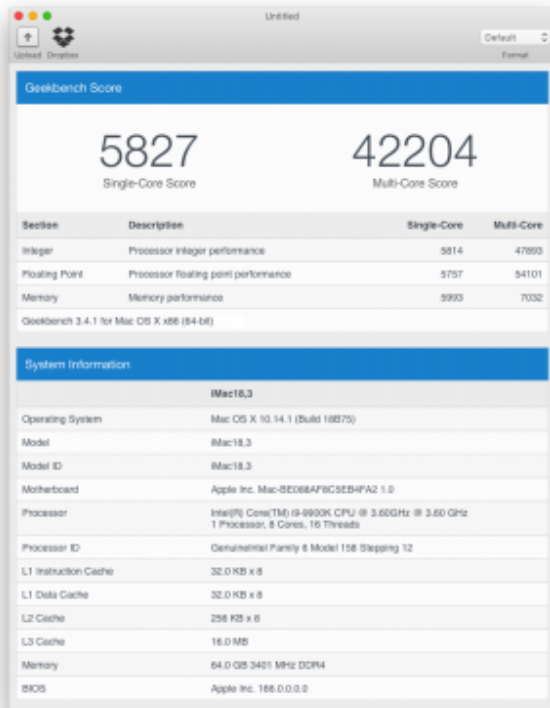 Untitled
Upload Dropbox
Default
Format
Geekbench Score
5827 42204
Single-Core Score Multi-Core Score
Section Description Single-Core Multi-Core
Integer Processor integer performance 5814 47893
Floating Point Processor floating point performance 5757 54101
Memory Memory performance 5993 7032
Geekbench 3.4.1 for Mac OS X x86 (64-bit)
System Information
iMac18,3
Operating System Mac OS X 10.14.1 (Build 18B75)
Model iMac18,3
Model ID iMac18,3
Motherboard Apple Inc. Mac-BE088AF8C5EB4FA2 1.0
Processor Intel(R) Core(TM) i9-9900K CPU @ 3.60GHz @ 3.60 GHz
1 Processor, 8 Cores, 16 Threads
Processor ID GenuineIntel Family 6 Model 158 Stepping 12
L1 Instruction Cache 32.0 KB x 8
L1 Data Cache 32.0 KB x 8
L2 Cache 256 KB x 8
L3 Cache 16.0 MB
Memory 64.0 GB 3401 MHz DDR4
BIOS Apple Inc. 166.0.0.0.0